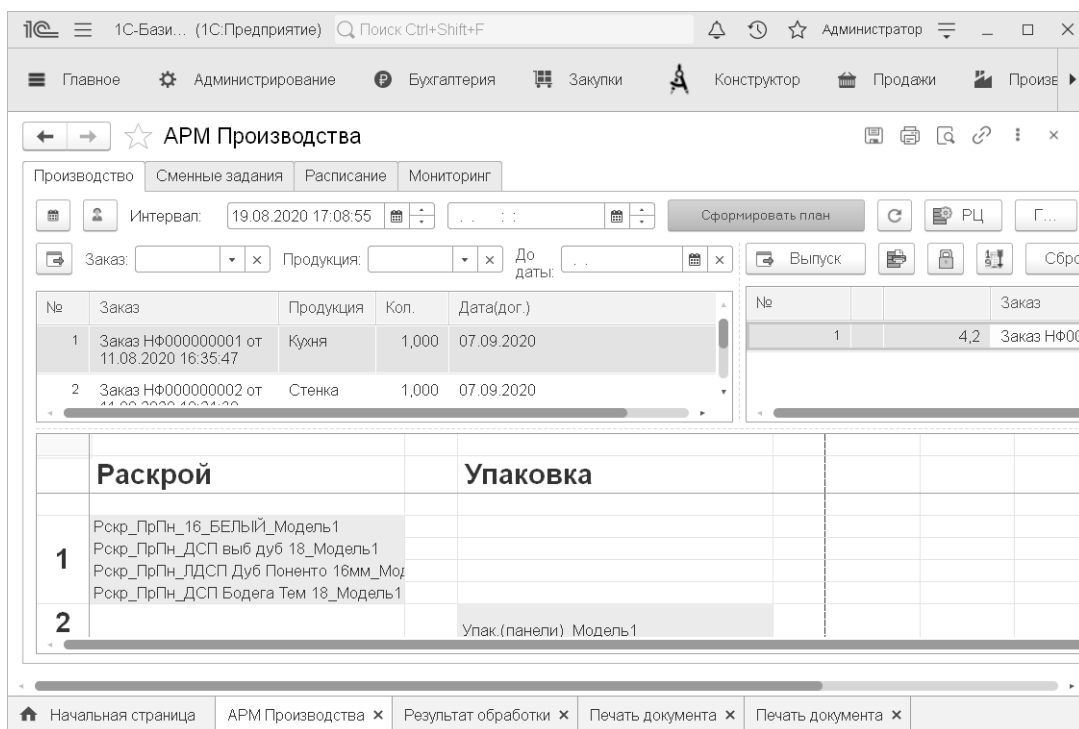 1С-Бази... (1С:Предприятие) Поиск Ctrl+Shift+F Администратор
Главное Администрирование Бухгалтерия Закупки Конструктор Продажи Произв
АРМ Производства
Производство Сменные задания Расписание Мониторинг
Интервал: 19.08.2020 17:08:55 . . : : Сформировать план РЦ Г...
Заказ: Продукция: До даты: . . Выпуск Сбро
№ Заказ Продукция Кол. Дата(дог.)
1 Заказ НФ000000001 от 11.08.2020 16:35:47 Кухня 1,000 07.09.2020
2 Заказ НФ000000002 от Стенка 1,000 07.09.2020
№ Заказ
1 4,2 Заказ НФ00
Раскрой Упаковка
1
Рскр_ПрПн_16_БЕЛЫЙ_Модель1
Рскр_ПрПн_ДСП выб дуб 18_Модель1
Рскр_ПрПн_ЛДСП Дуб Поненто 16мм_Мод
Рскр_ПрПн_ДСП Бодега Тем 18_Модель1
2
Упак.(панели)_Модель1
Начальная страница АРМ Производства Результат обработки Печать документа Печать документа